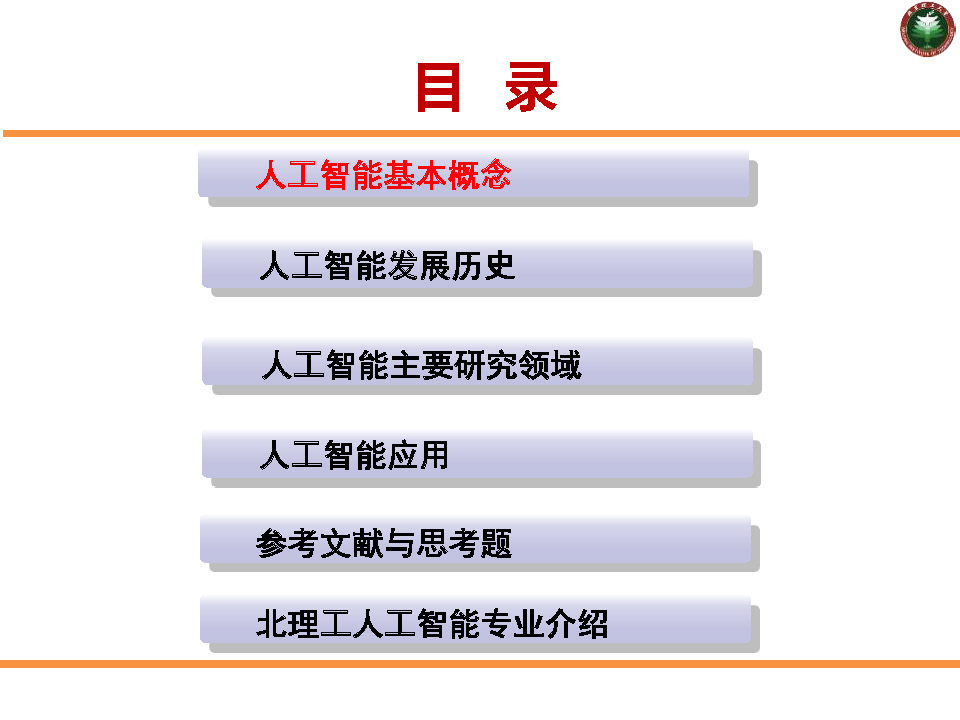 目 录
人工智能基本概念
人工智能发展历史
人工智能主要研究领域
人工智能应用
参考文献与思考题
北理工人工智能专业介绍